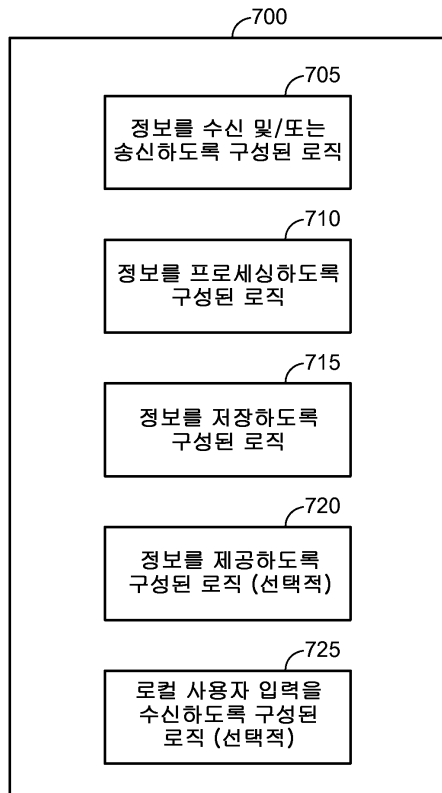 700
705
정보를 수신 및/또는
송신하도록 구성된 로직
710
정보를 프로세싱하도록
구성된 로직
715
정보를 저장하도록
구성된 로직
720
정보를 제공하도록
구성된 로직 (선택적)
725
로컬 사용자 입력을
수신하도록 구성된
로직 (선택적)